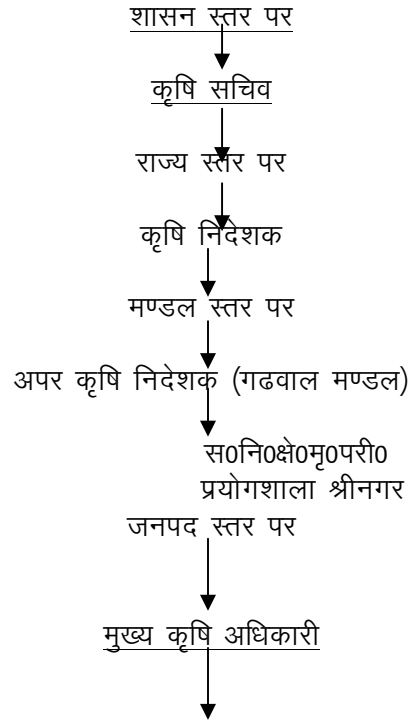 शासन स्तर पर
कृषि सचिव
राज्य स्तर पर
कृषि निदेशक
मण्डल स्तर पर
अपर कृषि निदेशक (गढवाल मण्डल)
स0नि0क्षे0मृ0परी0
प्रयोगशाला श्रीनगर
जनपद स्तर पर
मुख्य कृषि अधिकारी